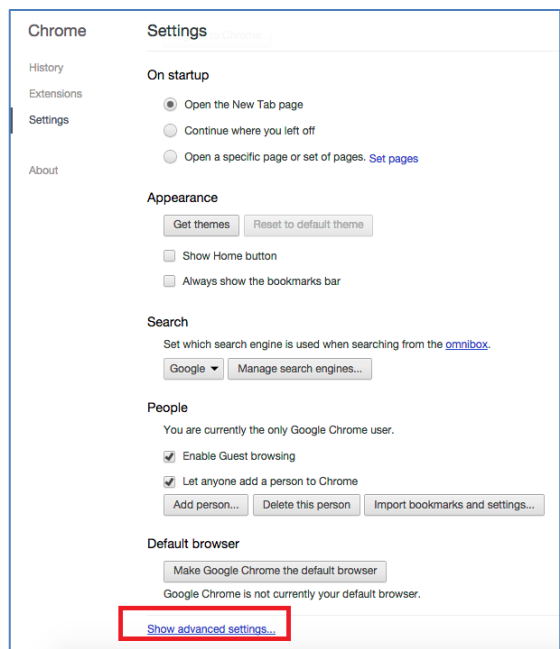 Chrome
Settings
History
Extensions
Settings
About
On startup
Open the New Tab page
Continue where you left off
Open a specific page or set of pages. Set pages
Appearance
Get themes Reset to default theme
Show Home button
Always show the bookmarks bar
Search
Set which search engine is used when searching from the omnibox.
Google Manage search engines...
People
You are currently the only Google Chrome user.
Enable Guest browsing
Let anyone add a person to Chrome
Add person... Delete this person Import bookmarks and settings...
Default browser
Make Google Chrome the default browser
Google Chrome is not currently your default browser.
Show advanced settings...